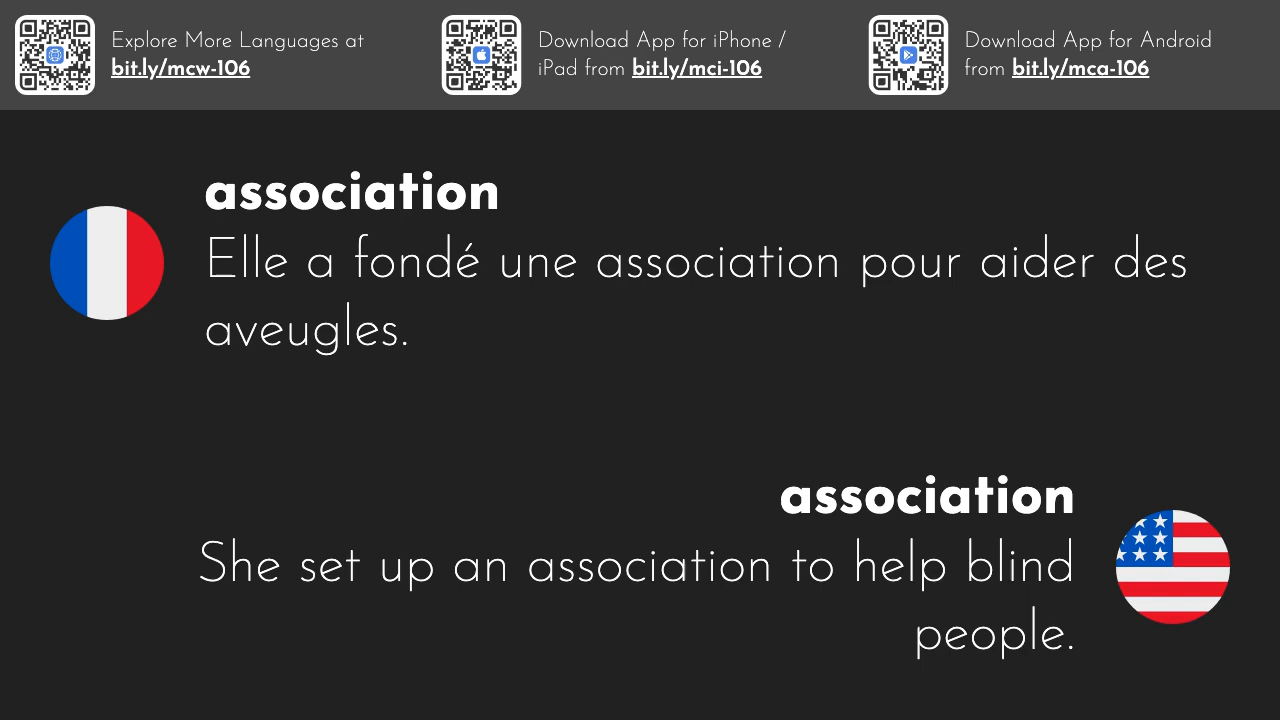 Explore More Languages at
bit.ly/mcw-106
Download App for iPhone /
iPad from bit.ly/mci-106
Download App for Android
from bit.ly/mca-106
association
Elle a fondé une association pour aider des
aveugles.
association
She set up an association to help blind
people.